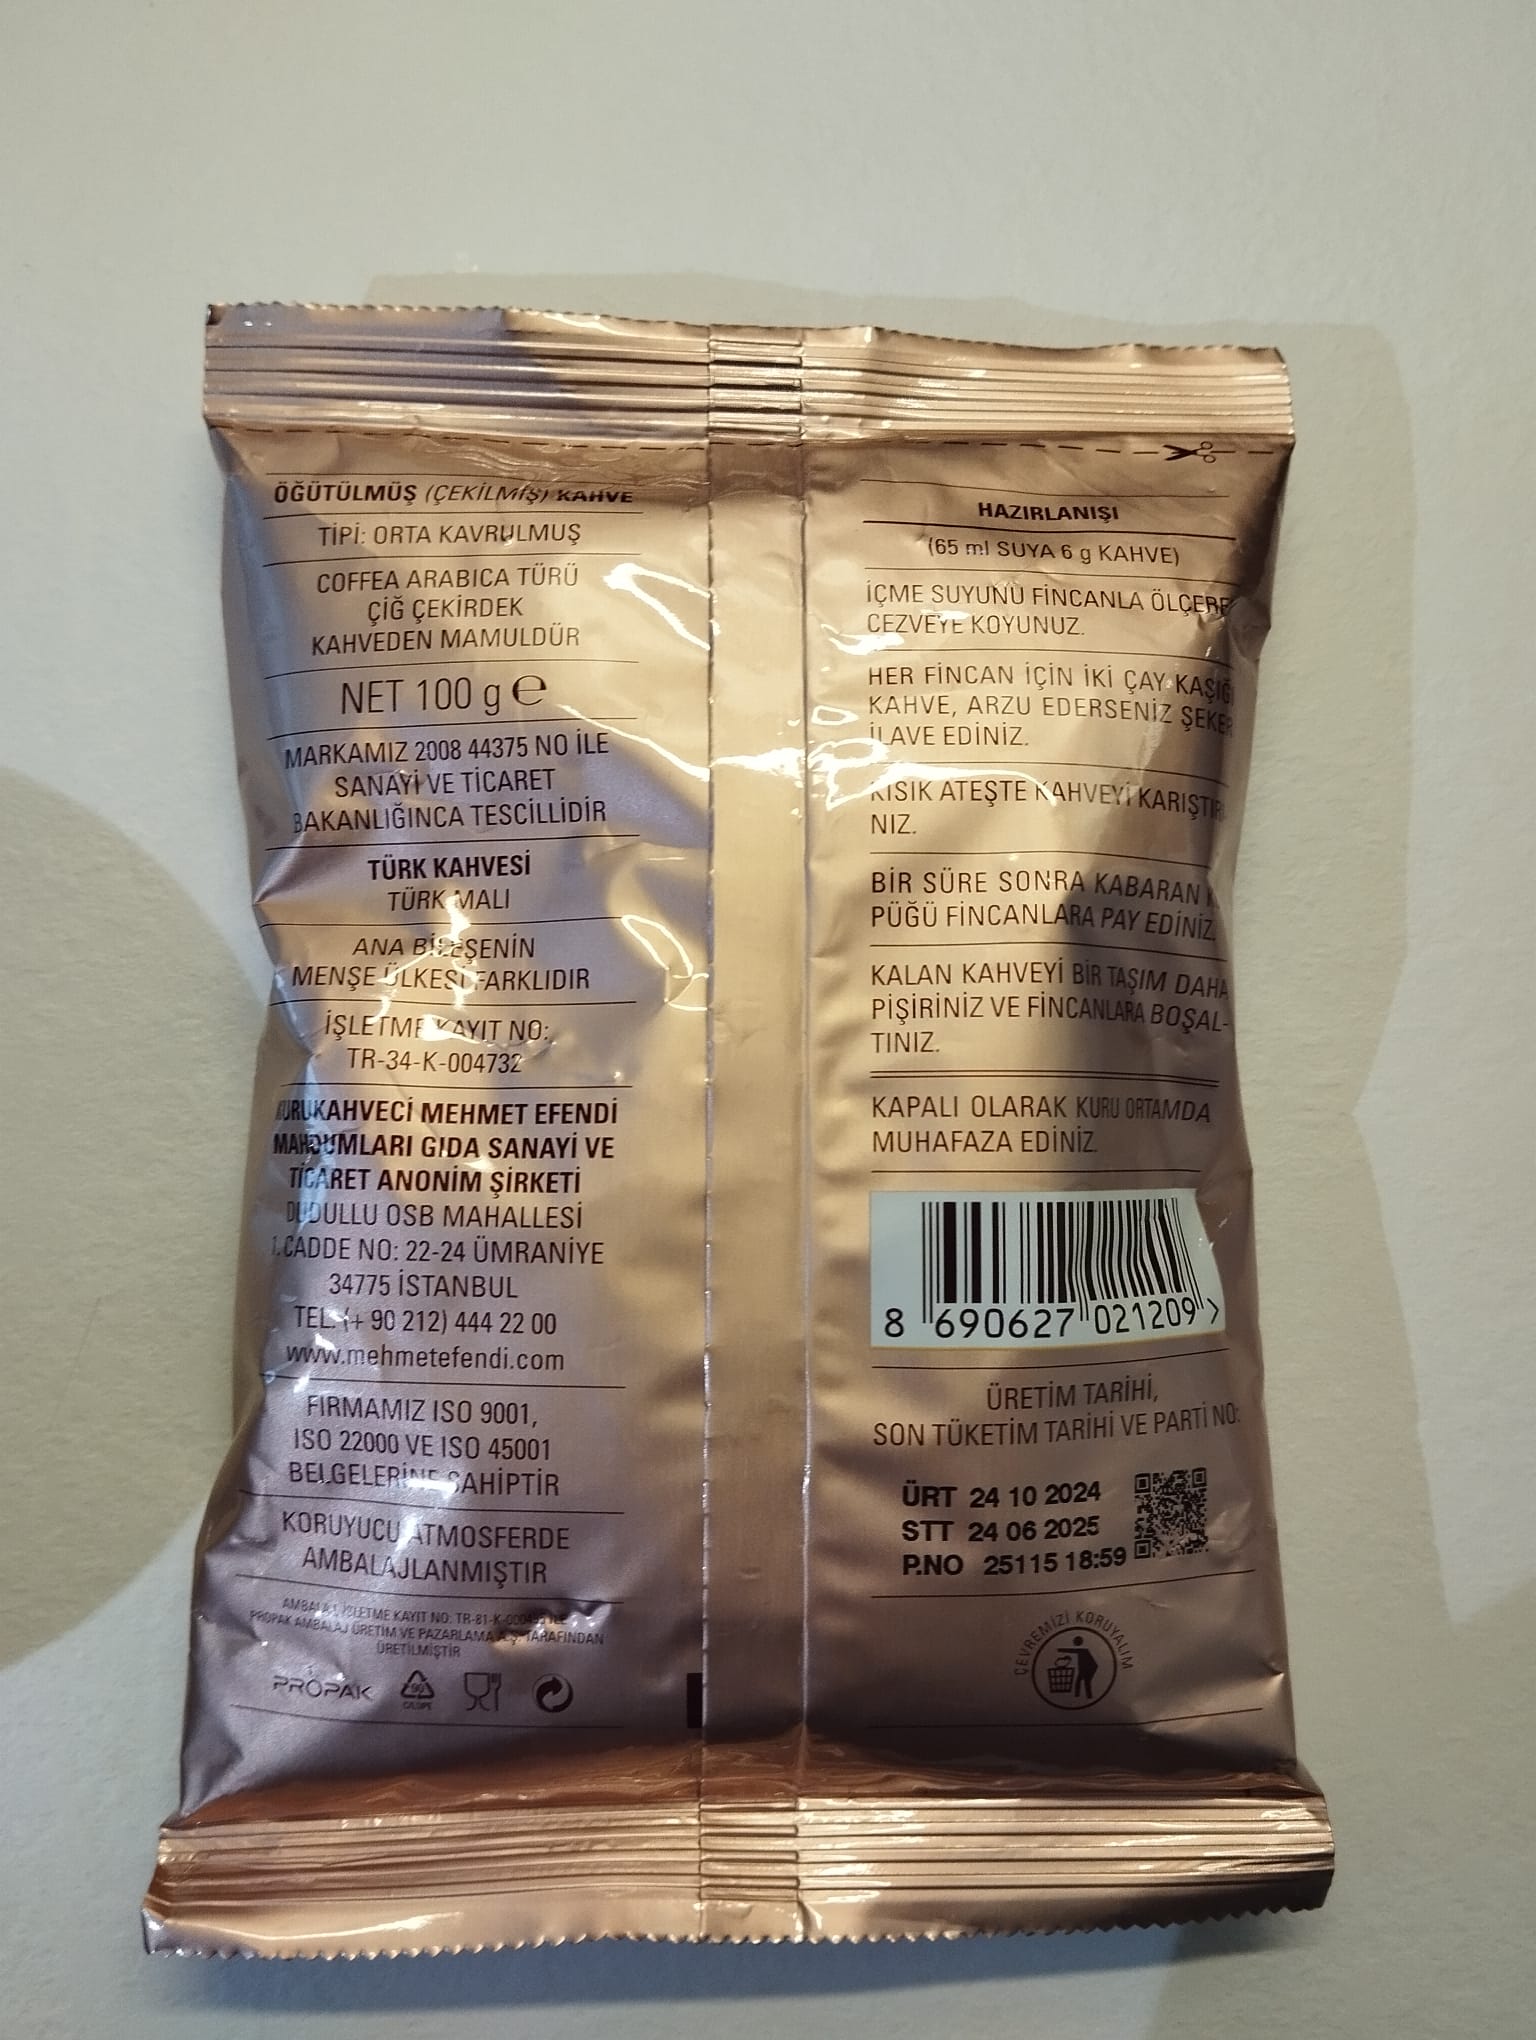 ÖĞÜTÜLMÜŞ (ÇEKİLMİŞ) KAHVE
TİPİ: ORTA KAVRULMUŞ
COFFEA ARABICA TÜRÜ
ÇİĞ ÇEKİRDEK
KAHVEDEN MAMULDÜR
NET 100 g ℮
MARKAMIZ 2008 44375 NO İLE
SANAYİ VE TİCARET
BAKANLIĞINCA TESCİLLİDİR
TÜRK KAHVESİ
TÜRK MALI
ANA BİLEŞENİN
MENŞE ÜLKESİ FARKLIDIR
İŞLETME KAYIT NO:
TR-34-K-004732
KURUKAHVECİ MEHMET EFENDİ
MAHDUMLARI GIDA SANAYİ VE
TİCARET ANONİM ŞİRKETİ
DUDULLU OSB MAHALLESİ
1.CADDE NO: 22-24 ÜMRANİYE
34775 İSTANBUL
TEL: (+ 90 212) 444 22 00
www.mehmetefendi.com
FIRMAMIZ ISO 9001,
ISO 22000 VE ISO 45001
BELGELERİNE SAHİPTİR
KORUYUCU ATMOSFERDE
AMBALAJLANMIŞTIR
AMBALAJ İŞLETME KAYIT NO: İLE
PROPAK AMBALAJ ÜRETİM VE PAZARLAMA A.Ş. TARAFINDAN
ÜRETİLMİŞTİR
PROPAK
90
HAZIRLANIŞI
(65 ml SUYA 6 g KAHVE)
İÇME SUYUNU FİNCANLA ÖLÇERE
CEZVEYE KOYUNUZ.
HER FİNCAN İÇİN İKİ ÇAY KAŞIĞI
KAHVE, ARZU EDERSENİZ ŞEKER
İLAVE EDİNİZ.
KISIK ATEŞTE KAHVEYİ KARIŞTIRI
NIZ.
BİR SÜRE SONRA KABARAN K
PÜĞÜ FİNCANLARA PAY EDİNİZ.
KALAN KAHVEYİ BİR TAŞIM DAHA
PİŞİRİNİZ VE FİNCANLARA BOŞAL-
TINIZ.
KAPALI OLARAK KURU ORTAMDA
MUHAFAZA EDİNİZ.
8 690627 021209 >
ÜRETİM TARİHİ,
SON TÜKETİM TARİHİ VE PARTİ NO:
ÜRT 24 10 2024
STT 24 06 2025
P.NO 25115 18:59
ÇEVREMİZİ KORUYALIM